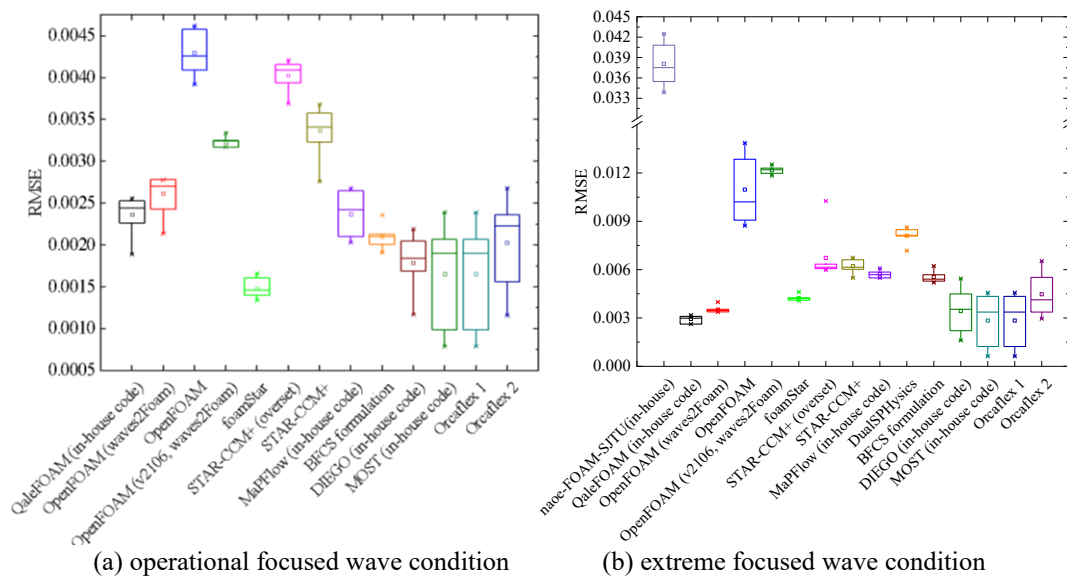 0.0045
0.0040
0.0035
0.0030
0.0025
0.0020
0.0015
0.0010
0.0005
RMSE
QaleFOAM (in-house code)
OpenFOAM (waves2Foam)
OpenFOAM
OpenFOAM (v2106, waves2Foam)
foamStar
STAR-CCM+ (overset)
STAR-CCM+
MaPFlow (in-house code)
BFCS formulation
DIEGO (in-house code)
MOST (in-house code)
Orcaflex 1
Orcaflex 2
(a) operational focused wave condition
0.045
0.042
0.039
0.036
0.033
0.012
0.009
0.006
0.003
0.000
RMSE
naoe-FOAM-SJTU(in-house)
QaleFOAM (in-house code)
OpenFOAM (waves2Foam)
OpenFOAM
OpenFOAM (v2106, waves2Foam)
foamStar
STAR-CCM+ (overset)
STAR-CCM+
MaPFlow (in-house code)
DualSPHysics
BFCS formulation
DIEGO (in-house code)
MOST (in-house code)
Orcaflex 1
Orcaflex 2
(b) extreme focused wave condition